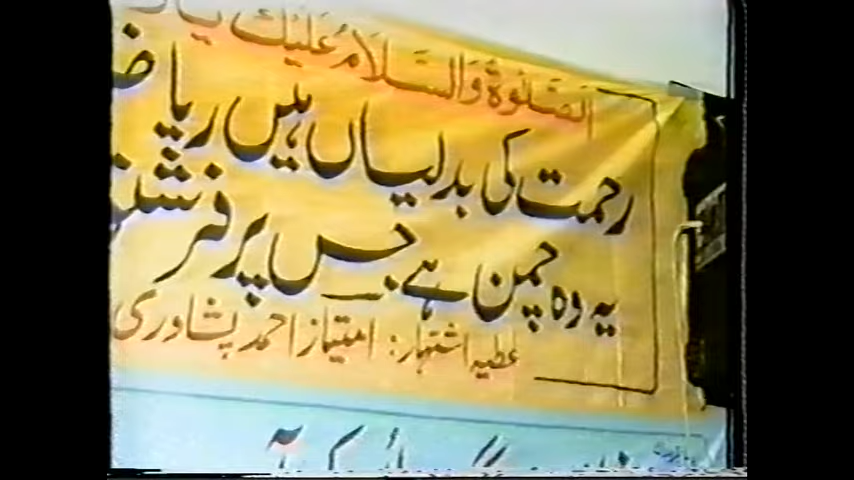 الصلوٰۃ والسلام علیک یا
رحمت کی بدلیاں ہیں ریاض
یہ وہ چمن ہے جس پر
عطیہ اشتہار: امتیاز احمد پشاوری